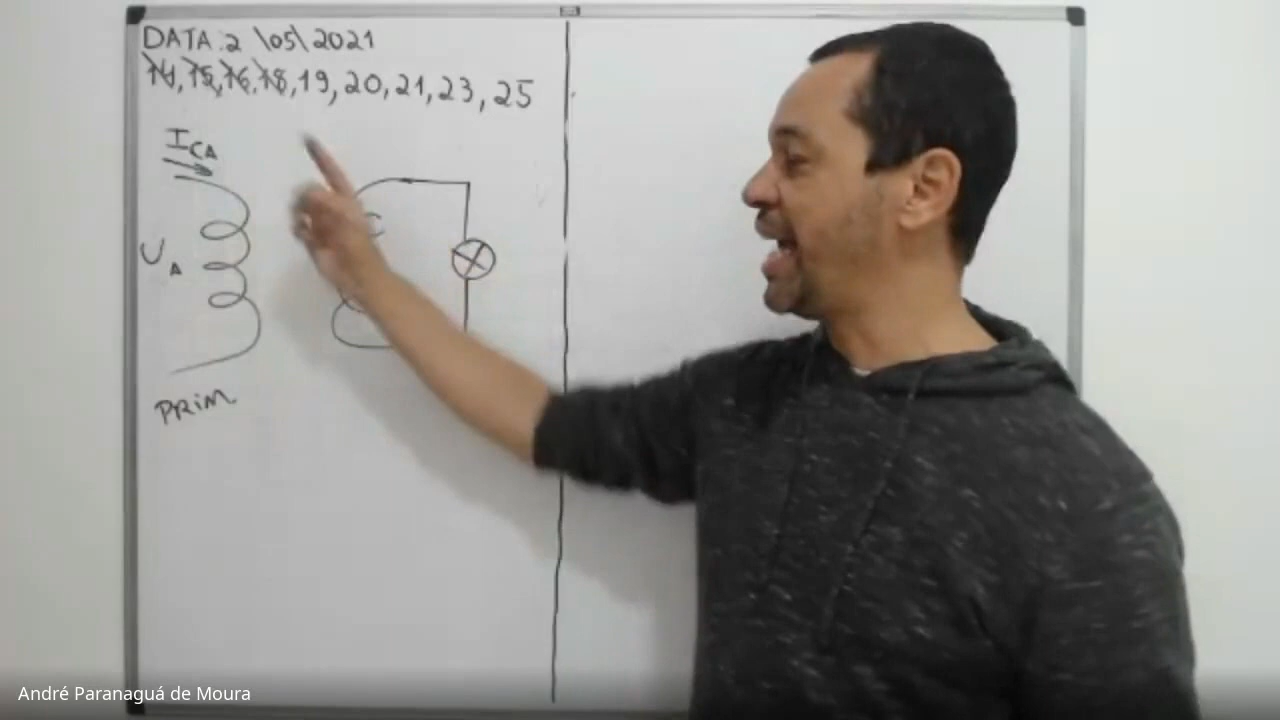 DATA: 2 \05\ 2021
14, 15, 16, 18, 19, 20, 21, 23, 25
ICA
UA
C
PRIM
André Paranaguá de Moura